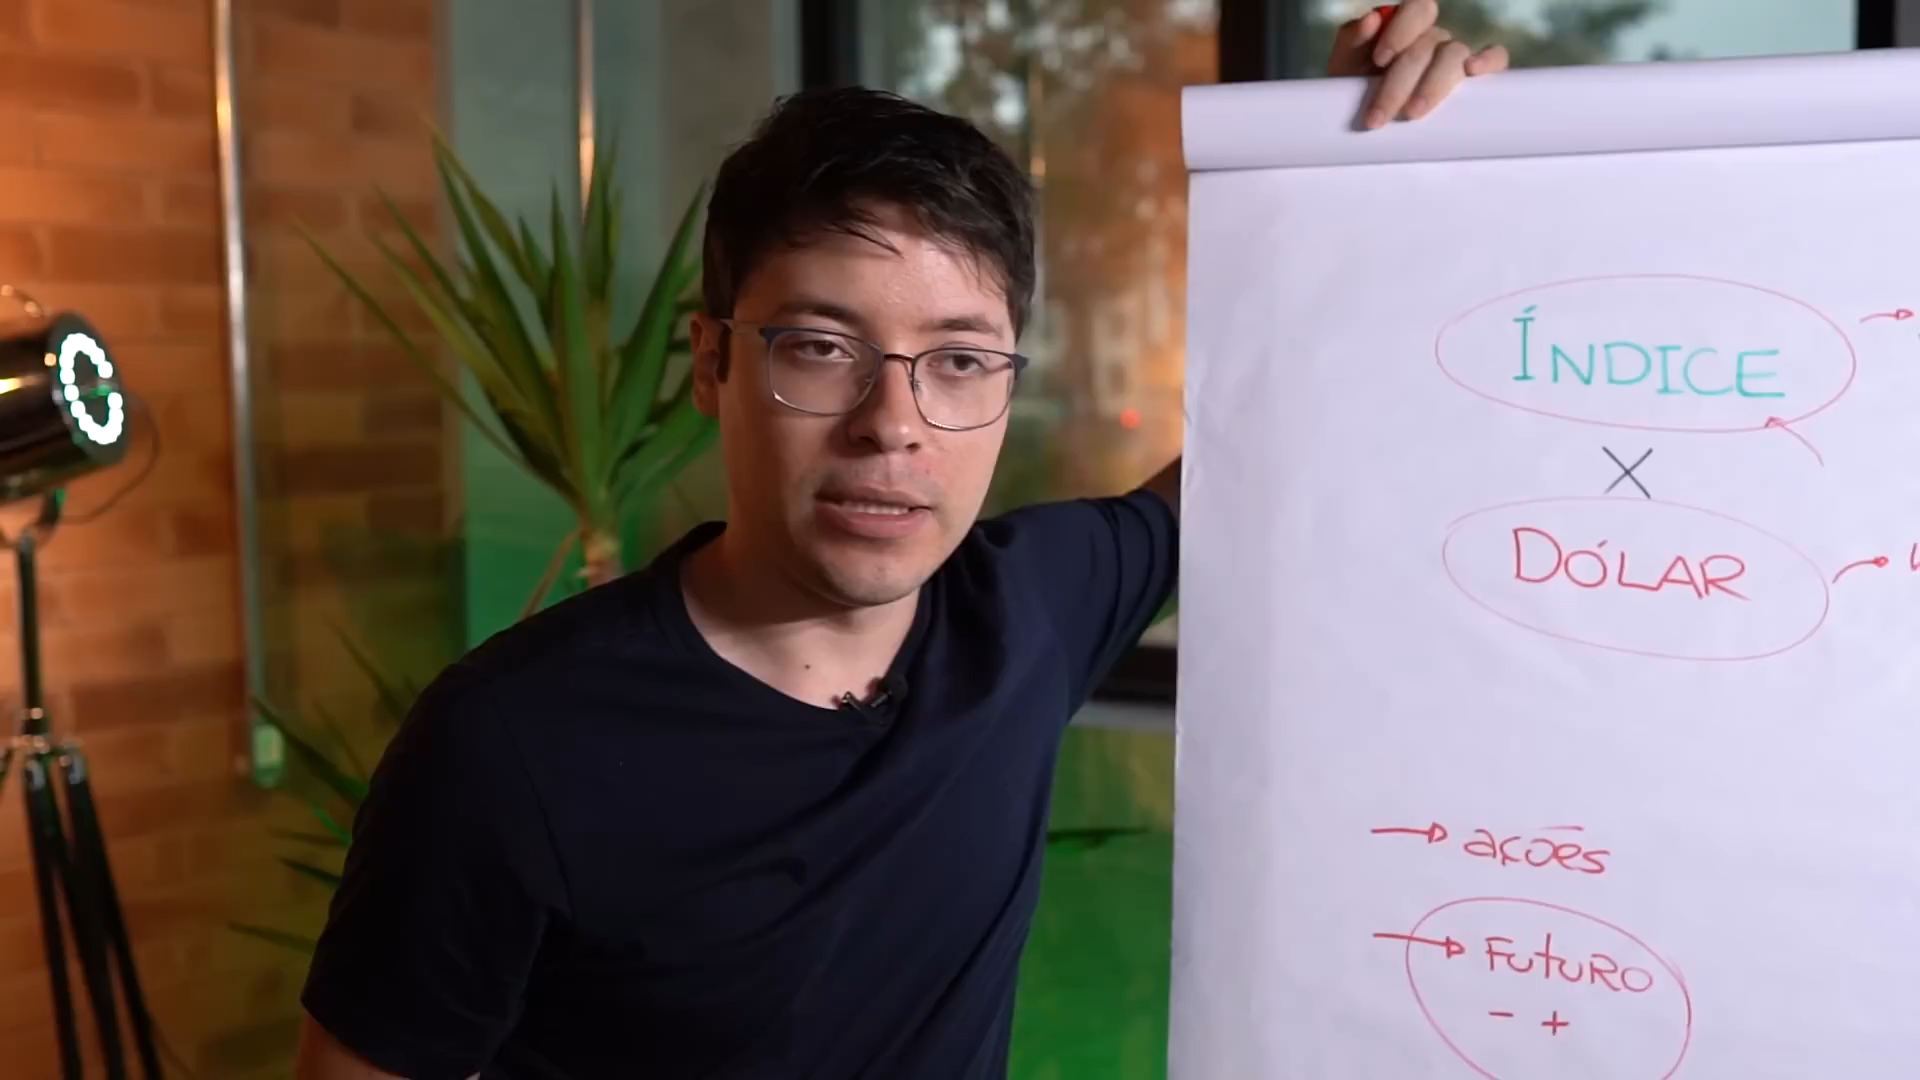 ÍNDICE
X
DÓLAR
→ ações
→ FUTURO
- +